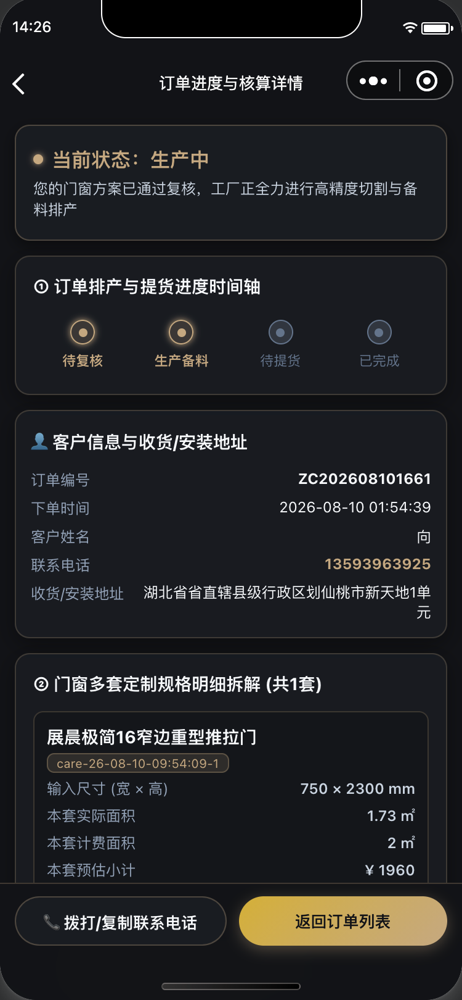 14:26
订单进度与核算详情
当前状态：生产中
您的门窗方案已通过复核，工厂正全力进行高精度切割与备
料排产
① 订单排产与提货进度时间轴
待复核 生产备料 待提货 已完成
客户信息与收货/安装地址
订单编号 ZC202608101661
下单时间 2026-08-10 01:54:39
客户姓名 向
联系电话 13593963925
收货/安装地址 湖北省省直辖县级行政区划仙桃市新天地1单
元
② 门窗多套定制规格明细拆解 (共1套)
展晨极简16窄边重型推拉门
care-26-08-10-09:54:09-1
输入尺寸 (宽 × 高) 750 × 2300 mm
本套实际面积 1.73 ㎡
本套计费面积 2 ㎡
本套预估小计 ¥ 1960
拨打/复制联系电话 返回订单列表